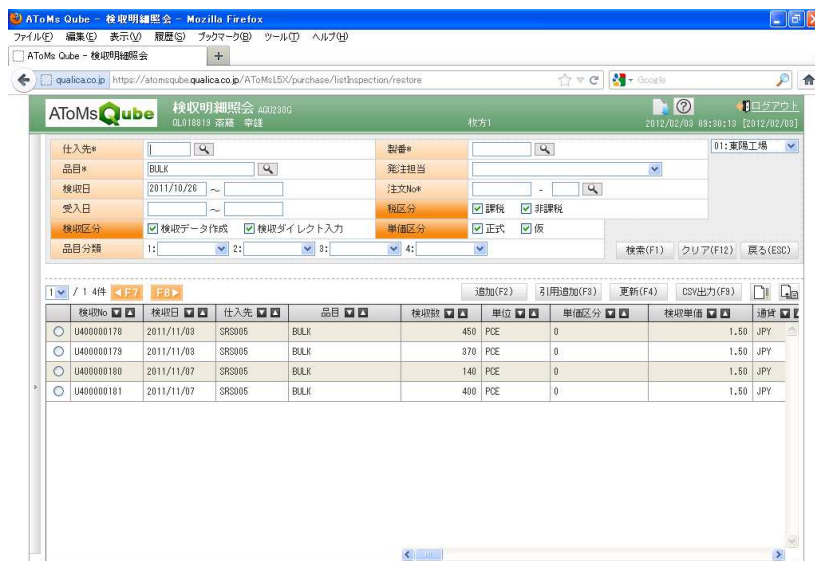 AToMs Qube - 検収明細照会 - Mozilla Firefox
ファイル(F) 編集(E) 表示(V) 履歴(S) ブックマーク(B) ツール(T) ヘルプ(H)
AToMs Qube - 検収明細照会 +
qualica.co.jp https://atomsqube.qualica.co.jp/AToMsL5X/purchase/listInspection/restore Google
AToMs Qube 検収明細照会 AQU230G ? ログアウト
OL018819 斎藤 幸雄 枚方1 2012/02/03 09:30:13 [2012/02/03]
仕入先* 製番* 01:東陽工場
品目* BULK 発注担当
検収日 2011/10/26 ～ 注文No* -
受入日 ～ 税区分 課税 非課税
検収区分 検収データ作成 検収ダイレクト入力 単価区分 正式 仮
品目分類 1: 2: 3: 4: 検索(F1) クリア(F12) 戻る(ESC)
1 / 1 4件 F7 F8 追加(F2) 引用追加(F3) 更新(F4) CSV出力(F9)
検収No 検収日 仕入先 品目 検収数 単位 単価区分 検収単価 通貨
U400000178 2011/11/03 SRS005 BULK 450 PCE 0 1.50 JPY
U400000179 2011/11/03 SRS005 BULK 370 PCE 0 1.50 JPY
U400000180 2011/11/07 SRS005 BULK 140 PCE 0 1.50 JPY
U400000181 2011/11/07 SRS005 BULK 400 PCE 0 1.50 JPY